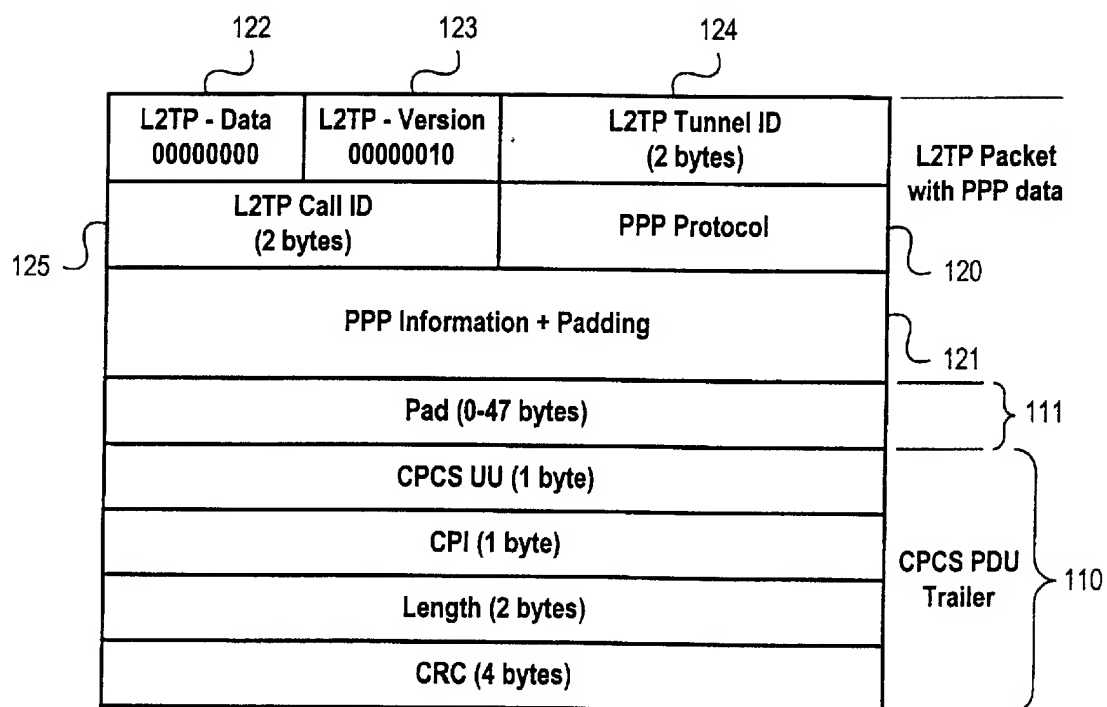 122
123
124
L2TP - Data
00000000
L2TP - Version
00000010
L2TP Tunnel ID
(2 bytes)
L2TP Packet
with PPP data
L2TP Call ID
(2 bytes)
PPP Protocol
125
120
PPP Information + Padding
121
Pad (0-47 bytes)
111
CPCS UU (1 byte)
CPI (1 byte)
CPCS PDU
Trailer
110
Length (2 bytes)
CRC (4 bytes)